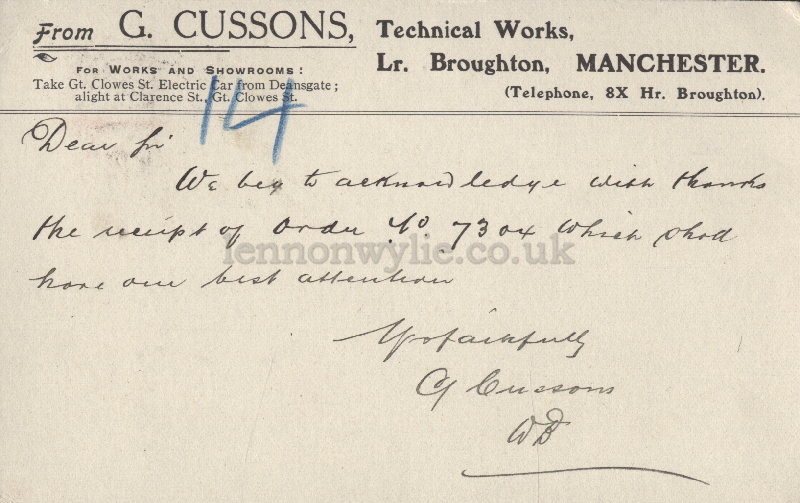 From G. CUSSONS,
Technical Works,
Lr. Broughton, MANCHESTER.
(Telephone, 8X Hr. Broughton).
FOR WORKS AND SHOWROOMS:
Take Gt. Clowes St. Electric Car from Deansgate;
alight at Clarence St., Gt. Clowes St.
14
Dear Sir
We beg to acknowledge with thanks
the receipt of Order No. 7304 which shall
have our best attention
Yrs faithfully
G Cussons
WB
lennonwylie.co.uk